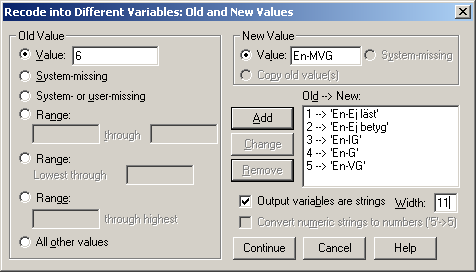 Recode into Different Variables: Old and New Values
Old Value
Value: 6
System-missing
System- or user-missing
Range:
through
Range:
Lowest through
Range:
through highest
All other values
New Value
Value: En-MVG
System-missing
Copy old value(s)
Old --> New:
Add
Change
Remove
1 --> 'En-Ej läst'
2 --> 'En-Ej betyg'
3 --> 'En-IG'
4 --> 'En-G'
5 --> 'En-VG'
Output variables are strings Width: 11
Convert numeric strings to numbers ('5'->5)
Continue Cancel Help